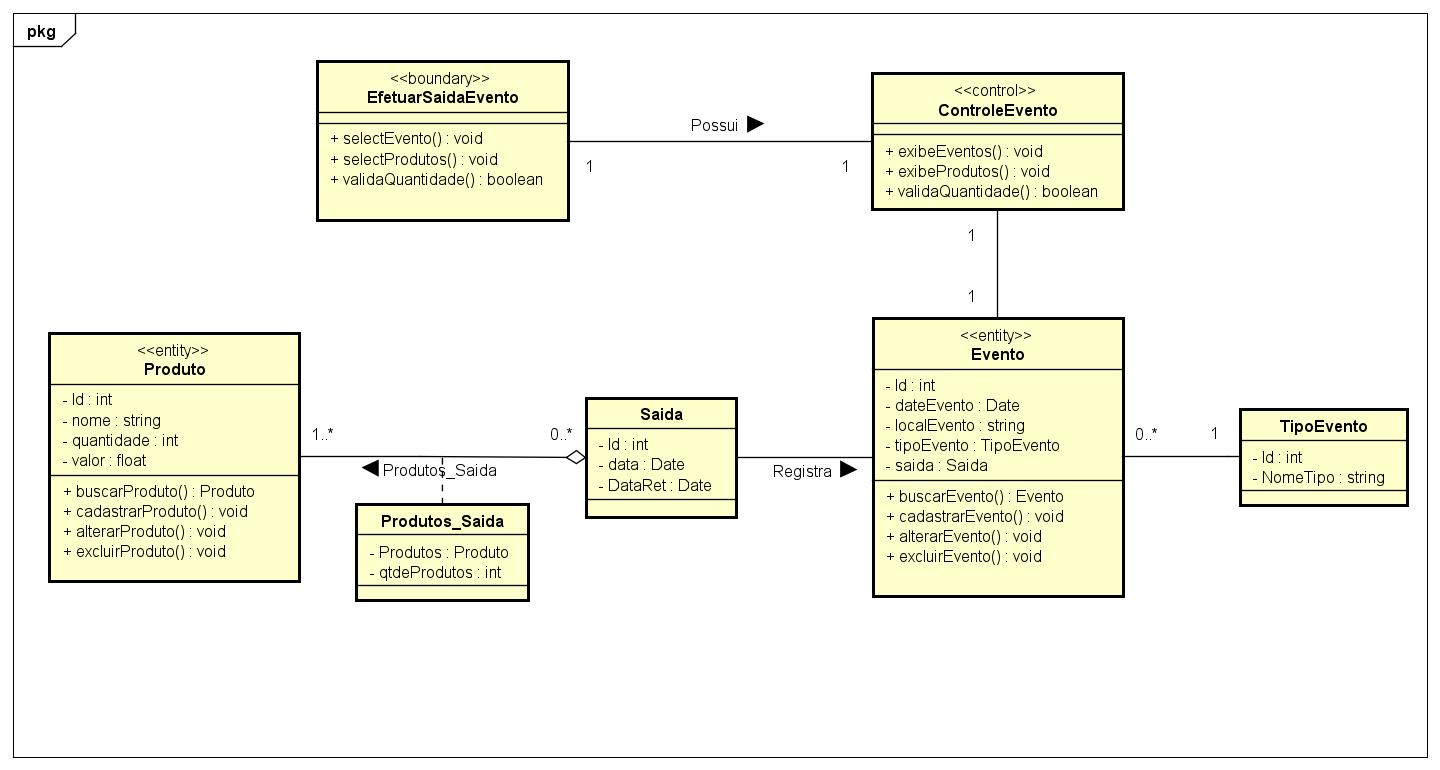 pkg
<<boundary>>
EfetuarSaidaEvento
+ selectEvento() : void
+ selectProdutos() : void
+ validaQuantidade() : boolean
Possui
1
1
<<control>>
ControleEvento
+ exibeEventos() : void
+ exibeProdutos() : void
+ validaQuantidade() : boolean
1
1
<<entity>>
Produto
- Id : int
- nome : string
- quantidade : int
- valor : float
+ buscarProduto() : Produto
+ cadastrarProduto() : void
+ alterarProduto() : void
+ excluirProduto() : void
1..*
0..*
Produtos_Saida
Produtos_Saida
- Produtos : Produto
- qtdeProdutos : int
Saida
- Id : int
- data : Date
- DataRet : Date
Registra
<<entity>>
Evento
- Id : int
- dateEvento : Date
- localEvento : string
- tipoEvento : TipoEvento
- saida : Saida
+ buscarEvento() : Evento
+ cadastrarEvento() : void
+ alterarEvento() : void
+ excluirEvento() : void
0..*
1
TipoEvento
- Id : int
- NomeTipo : string